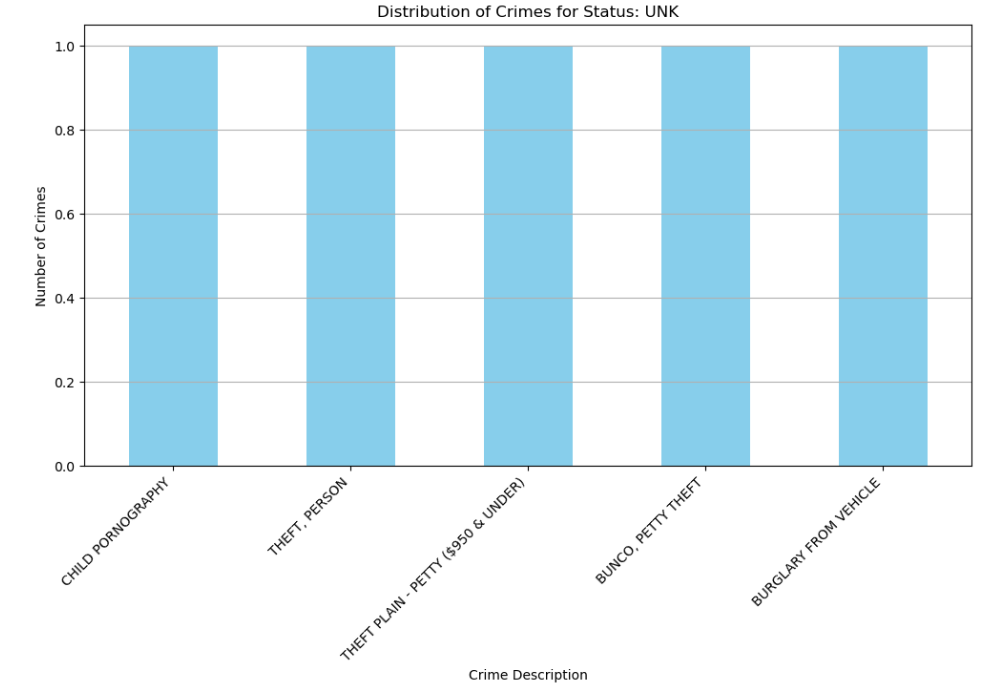 Distribution of Crimes for Status: UNK
Number of Crimes
1.0
0.8
0.6
0.4
0.2
0.0
CHILD PORNOGRAPHY
THEFT, PERSON
THEFT PLAIN - PETTY ($950 & UNDER)
BUNCO, PETTY THEFT
BURGLARY FROM VEHICLE
Crime Description